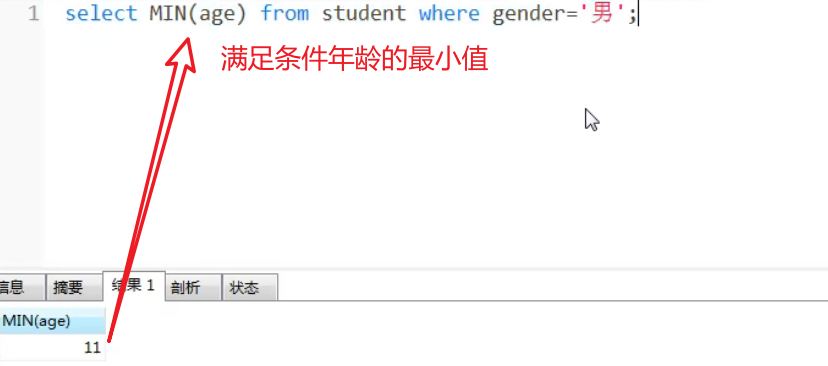 1 select MIN(age) from student where gender='男';
满足条件年龄的最小值
信息 摘要 结果 1 剖析 状态
MIN(age)
11